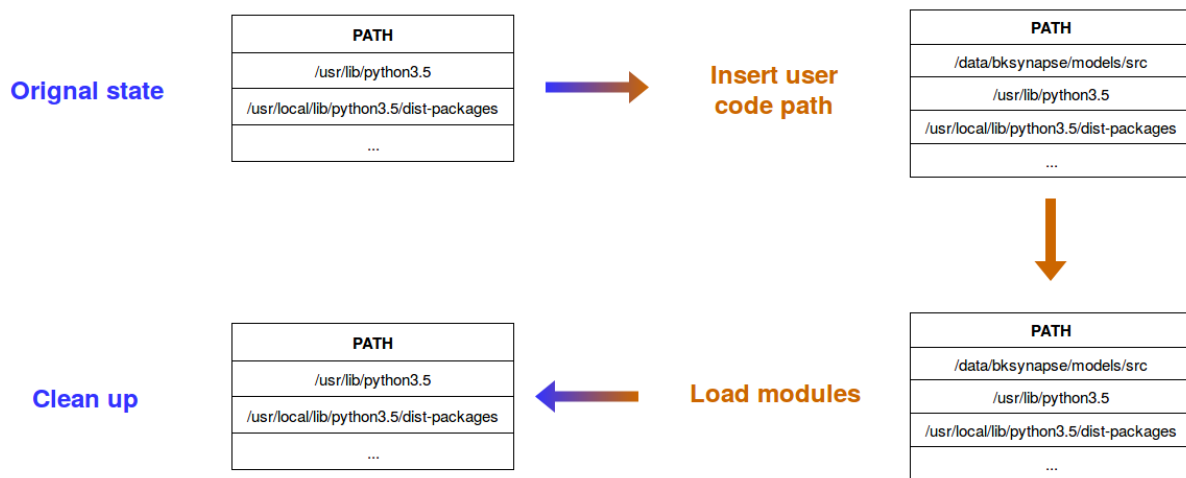 Orignal state
PATH
/usr/lib/python3.5
/usr/local/lib/python3.5/dist-packages
...
Insert user
code path
PATH
/data/bksynapse/models/src
/usr/lib/python3.5
/usr/local/lib/python3.5/dist-packages
...
Clean up
PATH
/usr/lib/python3.5
/usr/local/lib/python3.5/dist-packages
...
Load modules
PATH
/data/bksynapse/models/src
/usr/lib/python3.5
/usr/local/lib/python3.5/dist-packages
...